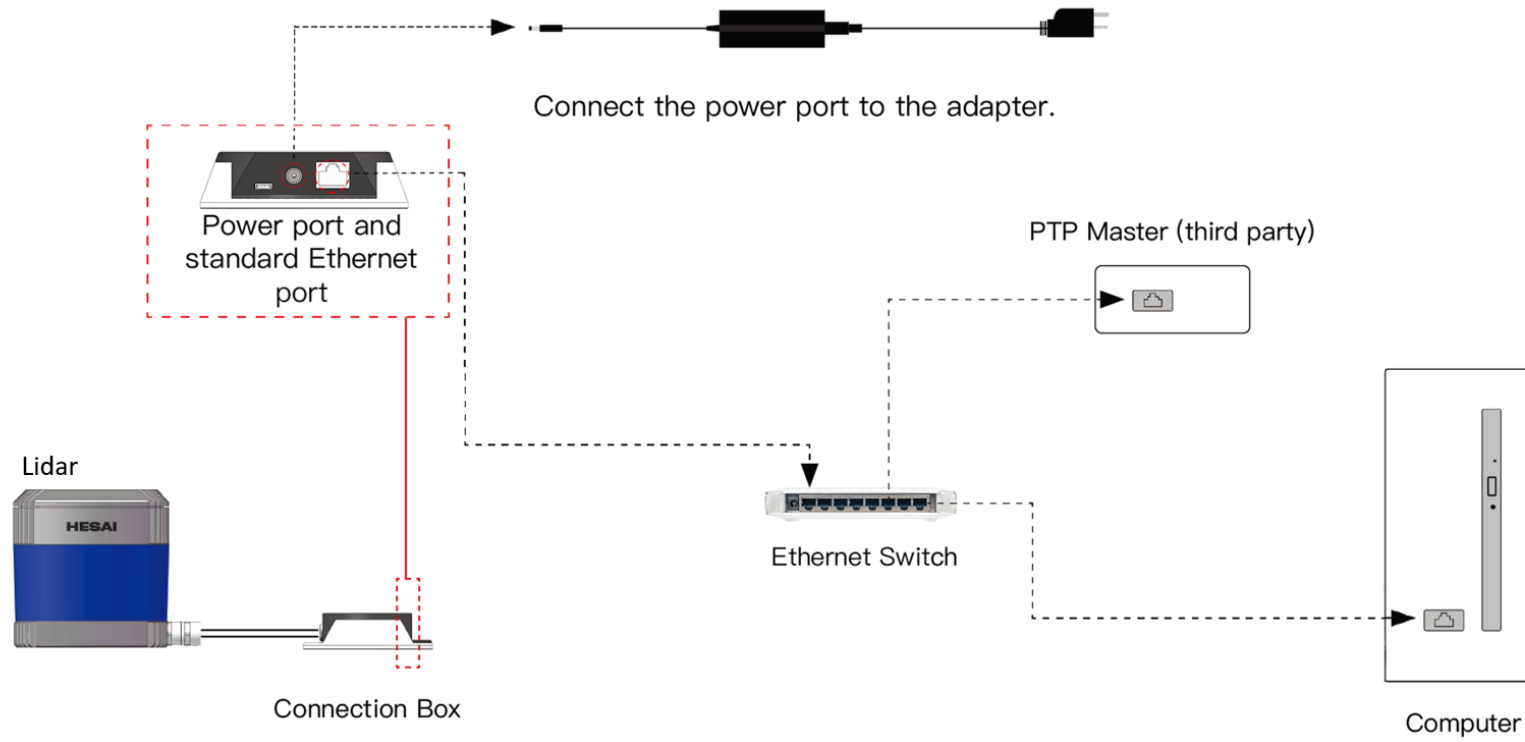 Connect the power port to the adapter.
Power port and
standard Ethernet
port
PTP Master (third party)
Lidar
HESAI
Ethernet Switch
Connection Box
Computer